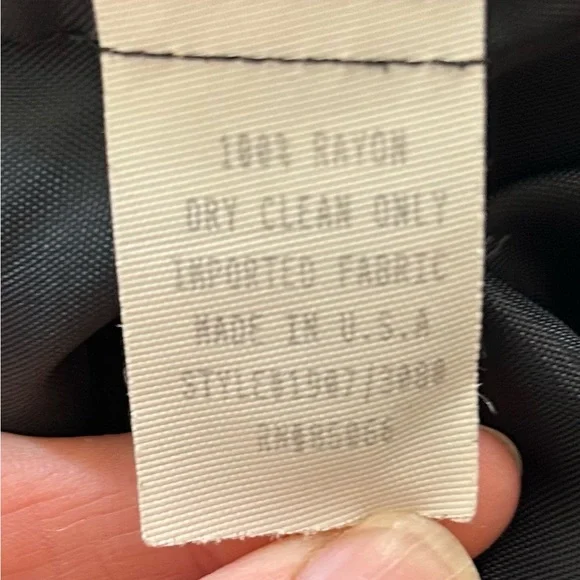 100% RAYON
DRY CLEAN ONLY
IMPORTED FABRIC
MADE IN U.S.A